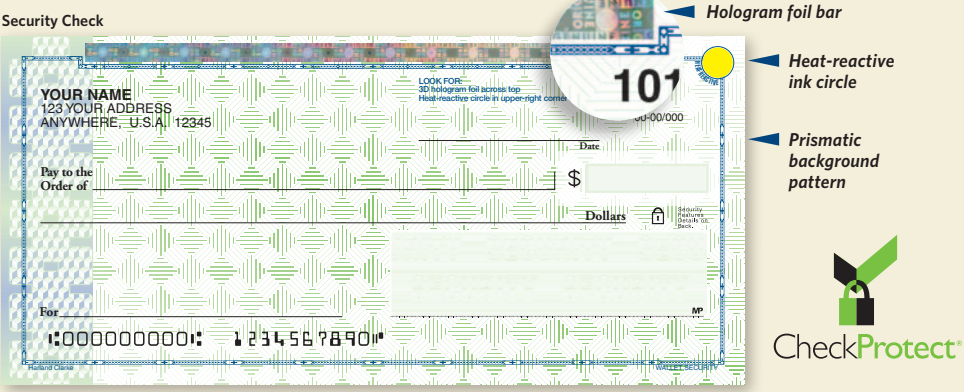 Security Check
Hologram foil bar
Heat-reactive
ink circle
Prismatic
background
pattern
YOUR NAME
123 YOUR ADDRESS
ANYWHERE, U.S.A. 12345
LOOK FOR:
3D hologram foil across top
Heat-reactive circle in upper-right corner
101
00-00/000
Date
Pay to the
Order of
$
Dollars
Security
Features
Details on
Back.
For
MP
⑆000000000⑆ 1234567890⑈
Harland Clarke
WALLET SECURITY
CheckProtect®